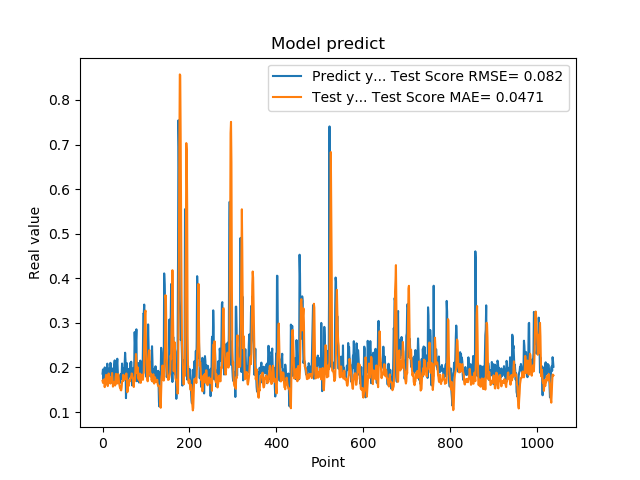 Model predict
Predict y... Test Score RMSE= 0.082
Test y... Test Score MAE= 0.0471
Real value
0.8
0.7
0.6
0.5
0.4
0.3
0.2
0.1
0 200 400 600 800 1000
Point